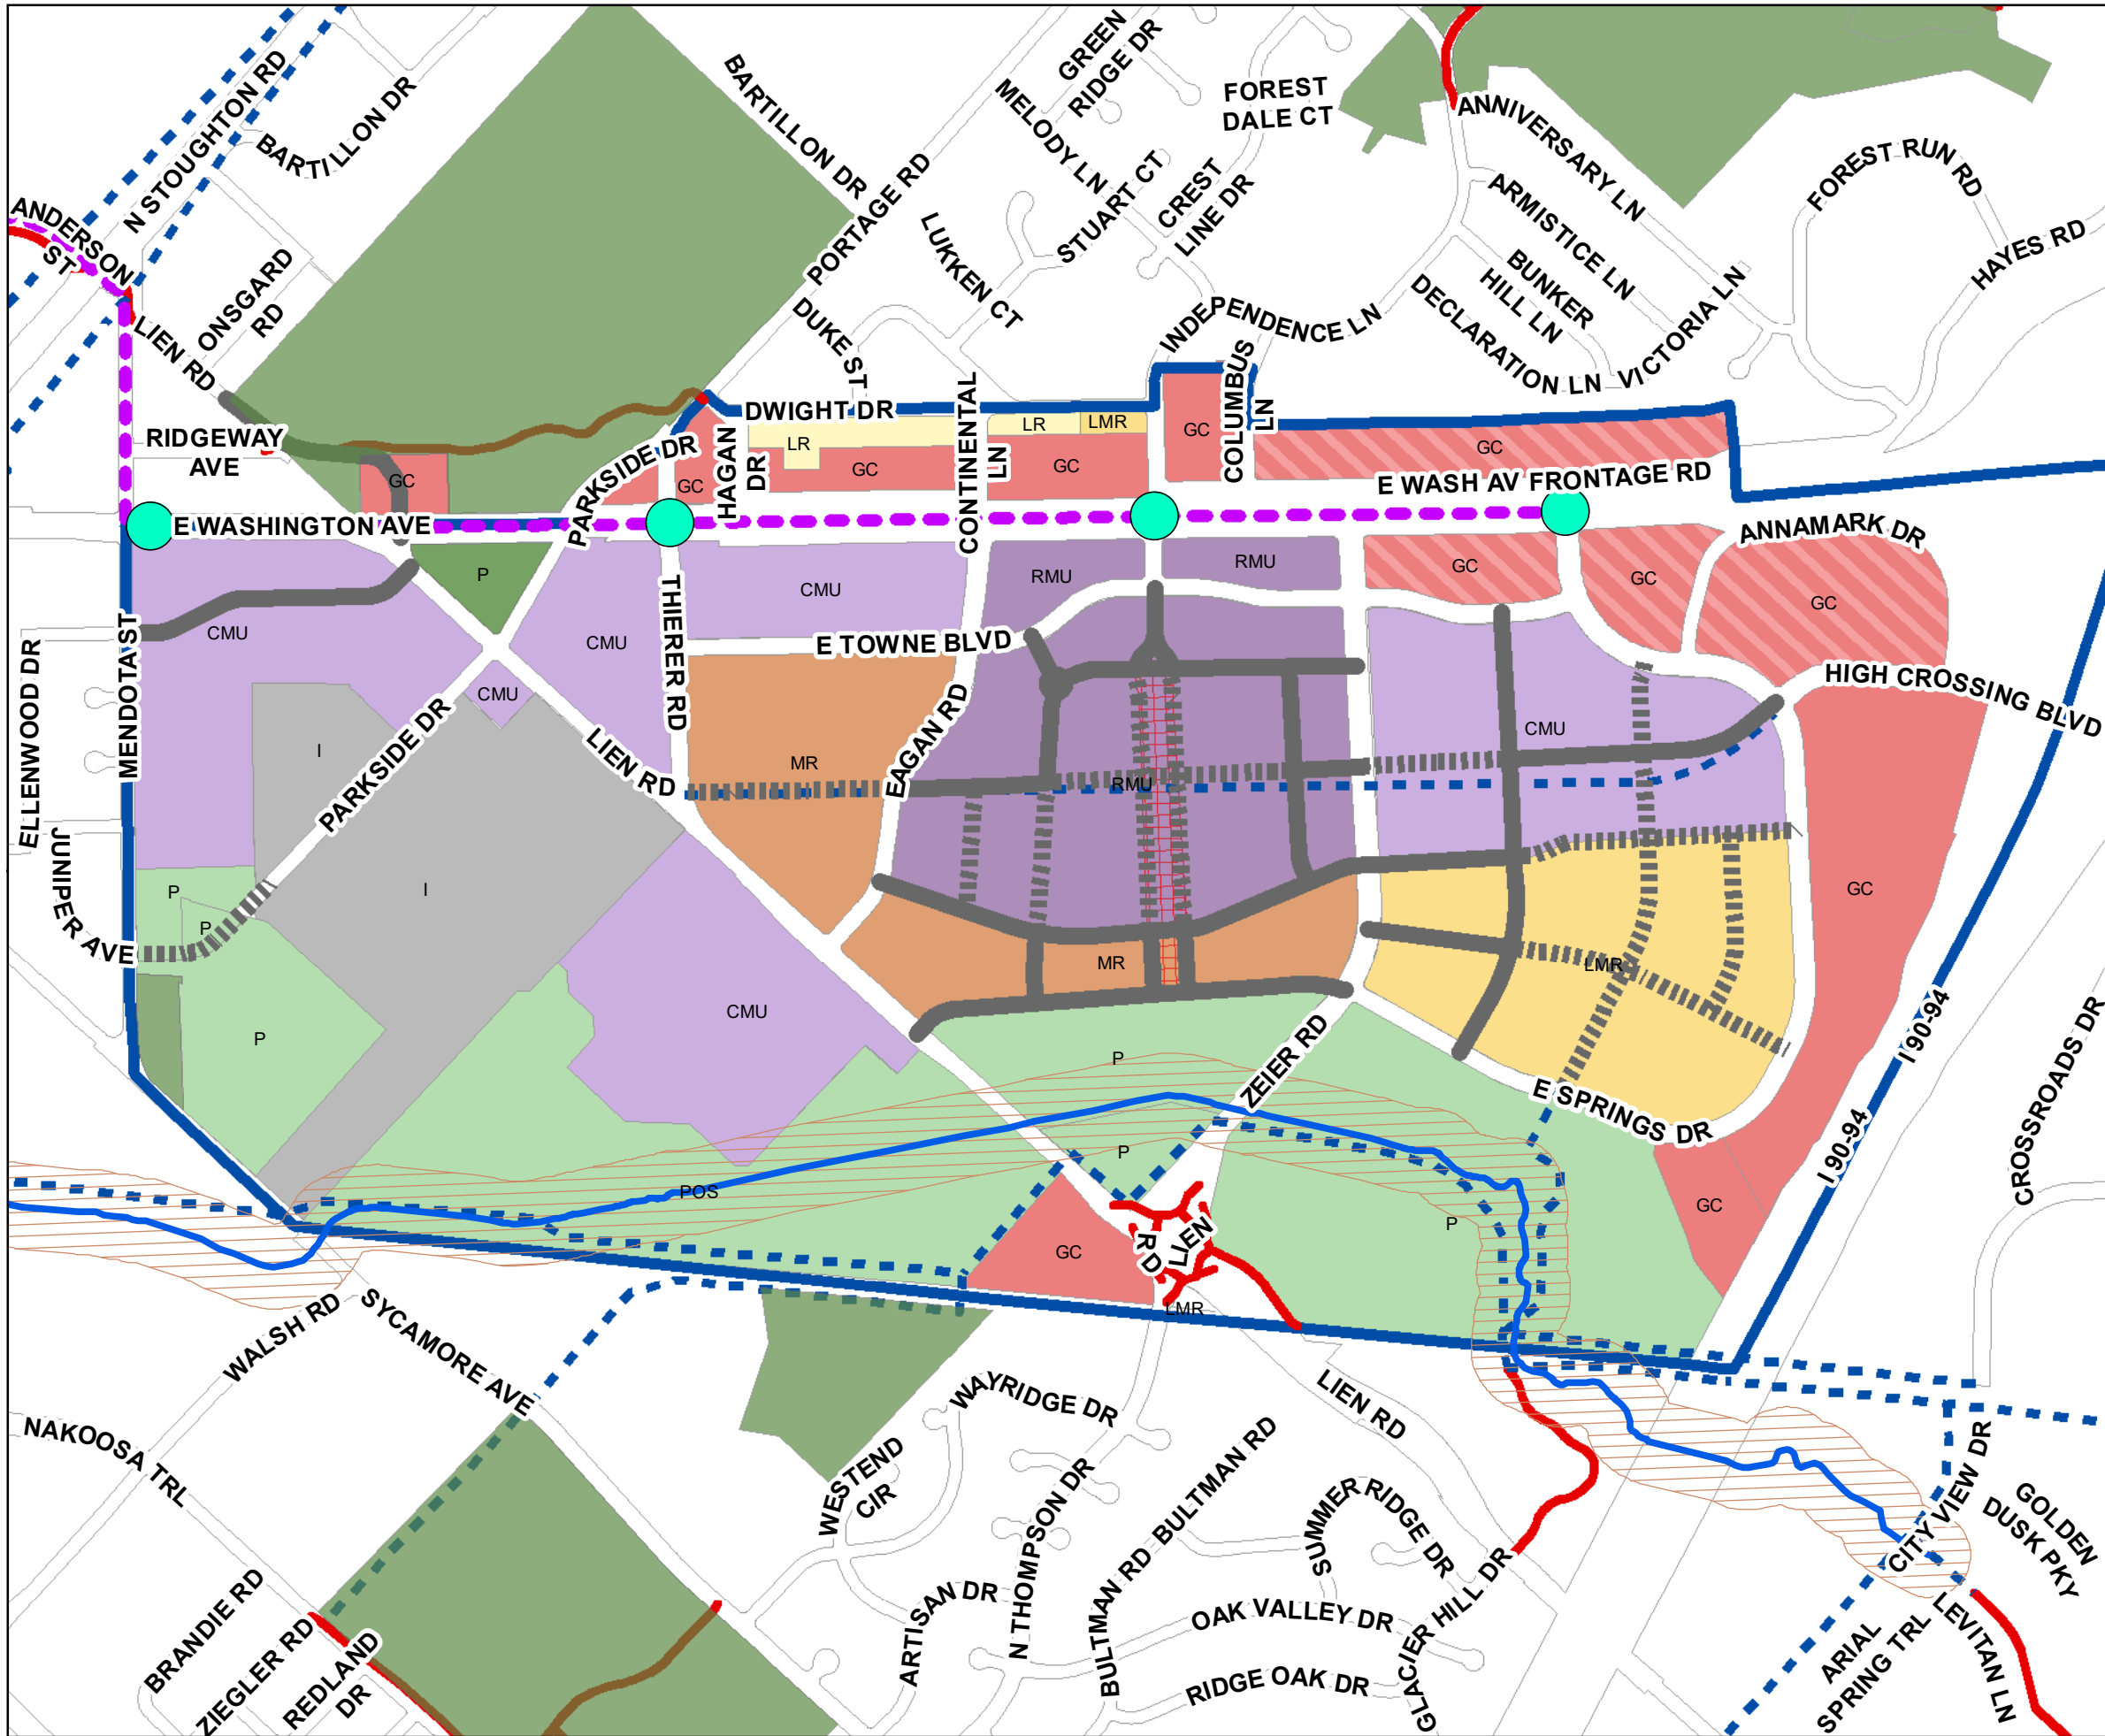 GREEN
RIDGE DR
BARTILLON DR
N STOUGHTON RD
BARTILLON DR
MELODY LN
FOREST
DALE CT
ANNIVERSARY LN
FOREST RUN RD
STUART CT
CREST
LINE DR
PORTAGE RD
ARMISTICE LN
ANDERSON
ST
LUKKEN CT
BUNKER
HILL LN
HAYES RD
ONSGARD
RD
LIEN RD
DUKE ST
INDEPENDENCE LN
DECLARATION LN
VICTORIA LN
COLUMBUS
LN
DWIGHT DR
CONTINENTAL
LN
LR
LR
LMR
GC
GC
RIDGEWAY
AVE
PARKSIDE DR
HAGAN
DR
GC
GC
GC
GC
E WASH AV FRONTAGE RD
E WASHINGTON AVE
ANNAMARK DR
P
CMU
RMU
RMU
GC
GC
GC
CMU
CMU
THIERER RD
E TOWNE BLVD
ELLENWOOD DR
MENDOTA ST
CMU
HIGH CROSSING BLVD
I
PARKSIDE DR
LIEN RD
MR
EAGAN RD
RMU
CMU
JUNIPER AVE
P
P
I
GC
MR
LMR
P
CMU
P
ZEIER RD
I 90-94
CROSSROADS DR
E SPRINGS DR
I 90-94
P
POS
P
GC
GC
LIEN
RD
LMR
WALSH RD
SYCAMORE AVE
WAYRIDGE DR
LIEN RD
NAKOOSA TRL
WESTEND
CIR
N THOMPSON DR
BULTMAN RD
BULTMAN RD
SUMMER RIDGE DR
CITY VIEW DR
GOLDEN
DUSK PKY
BRANDIE RD
ZIEGLER RD
REDLAND
DR
ARTISAN DR
OAK VALLEY DR
RIDGE OAK DR
GLACIER HILL DR
ARIAL
SPRING TRL
LEVITAN LN